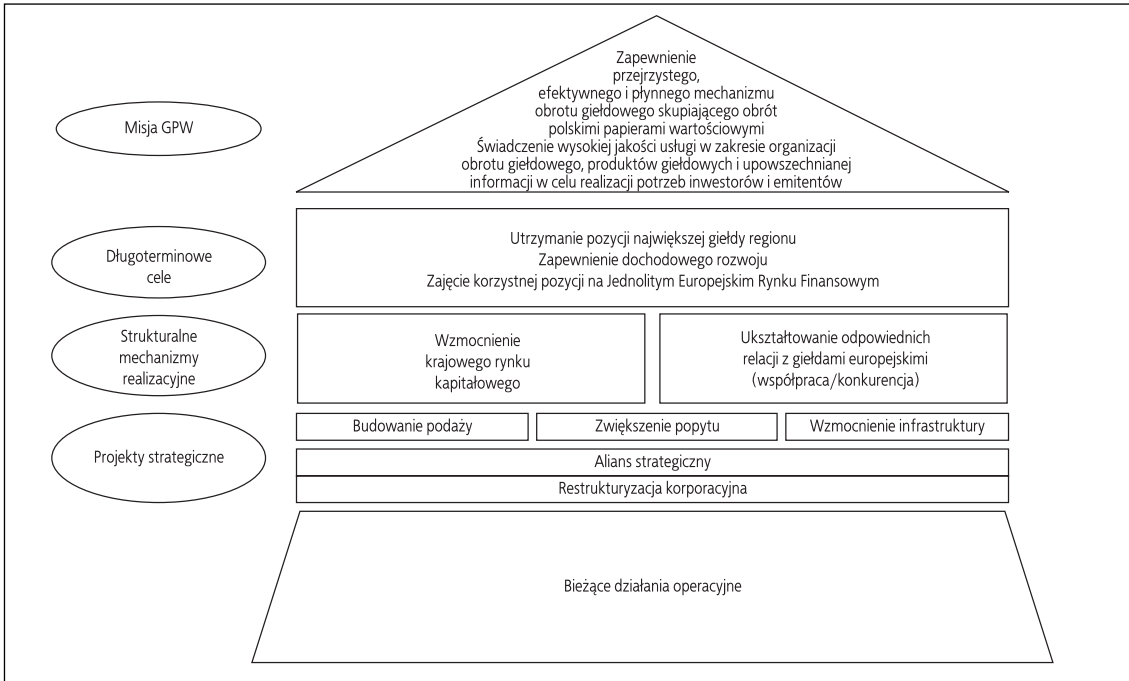 Misja GPW
Zapewnienie
przejrzystego,
efektywnego i płynnego mechanizmu
obrotu giełdowego skupiającego obrót
polskimi papierami wartościowymi
Świadczenie wysokiej jakości usługi w zakresie organizacji
obrotu giełdowego, produktów giełdowych i upowszechnianej
informacji w celu realizacji potrzeb inwestorów i emitentów
Długoterminowe
cele
Utrzymanie pozycji największej giełdy regionu
Zapewnienie dochodowego rozwoju
Zajęcie korzystnej pozycji na Jednolitym Europejskim Rynku Finansowym
Strukturalne
mechanizmy
realizacyjne
Wzmocnienie
krajowego rynku
kapitałowego
Ukształtowanie odpowiednich
relacji z giełdami europejskimi
(współpraca/konkurencja)
Projekty strategiczne
Budowanie podaży
Zwiększenie popytu
Wzmocnienie infrastruktury
Alians strategiczny
Restrukturyzacja korporacyjna
Bieżące działania operacyjne